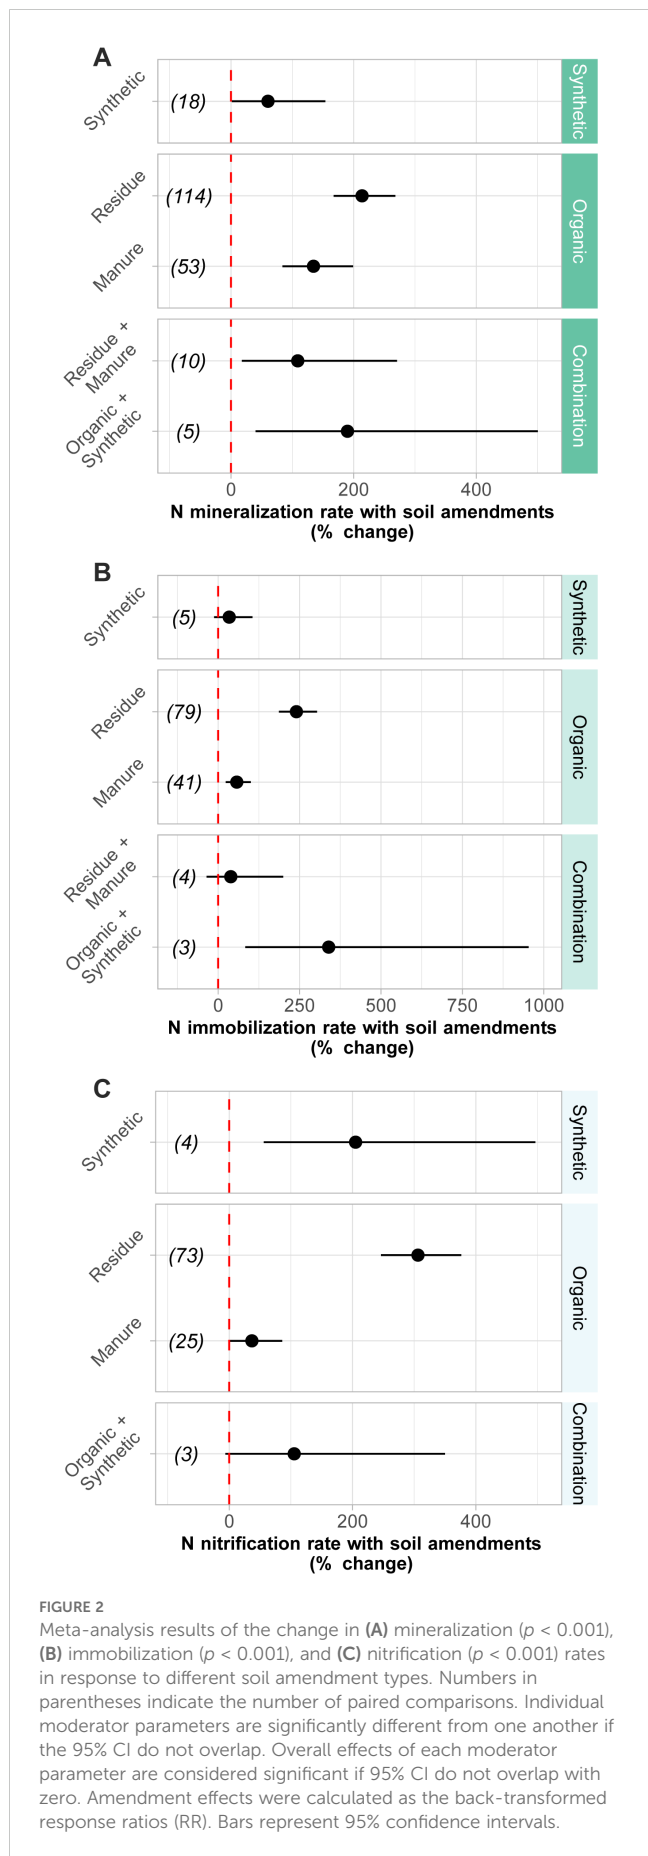 A
Synthetic
(18)
Synthetic
Residue
(114)
Manure
(53)
Organic
Residue +
Manure
(10)
Organic +
Synthetic
(5)
Combination
0 200 400
N mineralization rate with soil amendments
(% change)
B
Synthetic
(5)
Synthetic
Residue
(79)
Manure
(41)
Organic
Residue +
Manure
(4)
Organic +
Synthetic
(3)
Combination
0 250 500 750 1000
N immobilization rate with soil amendments
(% change)
C
Synthetic
(4)
Synthetic
Residue
(73)
Manure
(25)
Organic
Organic +
Synthetic
(3)
Combination
0 200 400
N nitrification rate with soil amendments
(% change)
FIGURE 2
Meta-analysis results of the change in (A) mineralization (p < 0.001),
(B) immobilization (p < 0.001), and (C) nitrification (p < 0.001) rates
in response to different soil amendment types. Numbers in
parentheses indicate the number of paired comparisons. Individual
moderator parameters are significantly different from one another if
the 95% CI do not overlap. Overall effects of each moderator
parameter are considered significant if 95% CI do not overlap with
zero. Amendment effects were calculated as the back-transformed
response ratios (RR). Bars represent 95% confidence intervals.